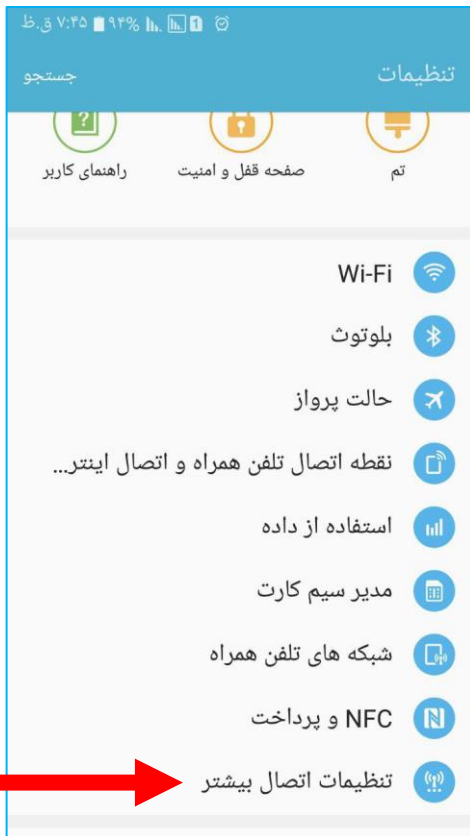 ۷:۴۵ ق.ظ ۹۴% 1
تنظیمات
جستجو
تم
صفحه قفل و امنیت
راهنمای کاربر
Wi-Fi
بلوتوث
حالت پرواز
نقطه اتصال تلفن همراه و اتصال اینتر...
استفاده از داده
مدیر سیم کارت
شبکه های تلفن همراه
NFC و پرداخت
تنظیمات اتصال بیشتر